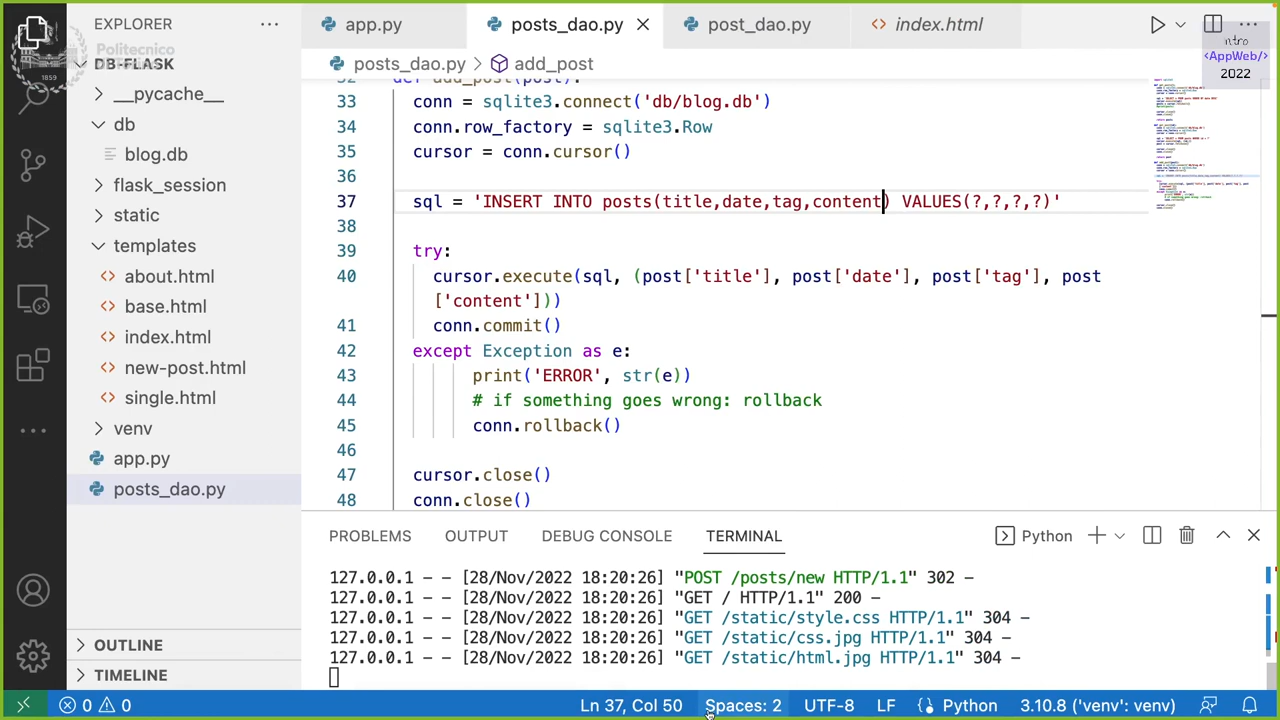 EXPLORER
Politecnico
1859
DB-FLASK
__pycache__
db
blog.db
flask_session
static
templates
about.html
base.html
index.html
new-post.html
single.html
venv
app.py
posts_dao.py
OUTLINE
TIMELINE
app.py posts_dao.py post_dao.py index.html
posts_dao.py > add_post
ntro
<AppWeb/>
2022
32 def add_post(post):
33 conn = sqlite3.connect('db/blog.db')
34 conn.row_factory = sqlite3.Row
35 cursor = conn.cursor()
36
37 sql = 'INSERT INTO posts(title,date,tag,content) VALUES(?,?,?,?)'
38
39 try:
40 cursor.execute(sql, (post['title'], post['date'], post['tag'], post
['content']))
41 conn.commit()
42 except Exception as e:
43 print('ERROR', str(e))
44 # if something goes wrong: rollback
45 conn.rollback()
46
47 cursor.close()
48 conn.close()
PROBLEMS OUTPUT DEBUG CONSOLE TERMINAL Python
127.0.0.1 - - [28/Nov/2022 18:20:26] "POST /posts/new HTTP/1.1" 302 -
127.0.0.1 - - [28/Nov/2022 18:20:26] "GET / HTTP/1.1" 200 -
127.0.0.1 - - [28/Nov/2022 18:20:26] "GET /static/style.css HTTP/1.1" 304 -
127.0.0.1 - - [28/Nov/2022 18:20:26] "GET /static/css.jpg HTTP/1.1" 304 -
127.0.0.1 - - [28/Nov/2022 18:20:26] "GET /static/html.jpg HTTP/1.1" 304 -
0 0 Ln 37, Col 50 Spaces: 2 UTF-8 LF Python 3.10.8 ('venv': venv)